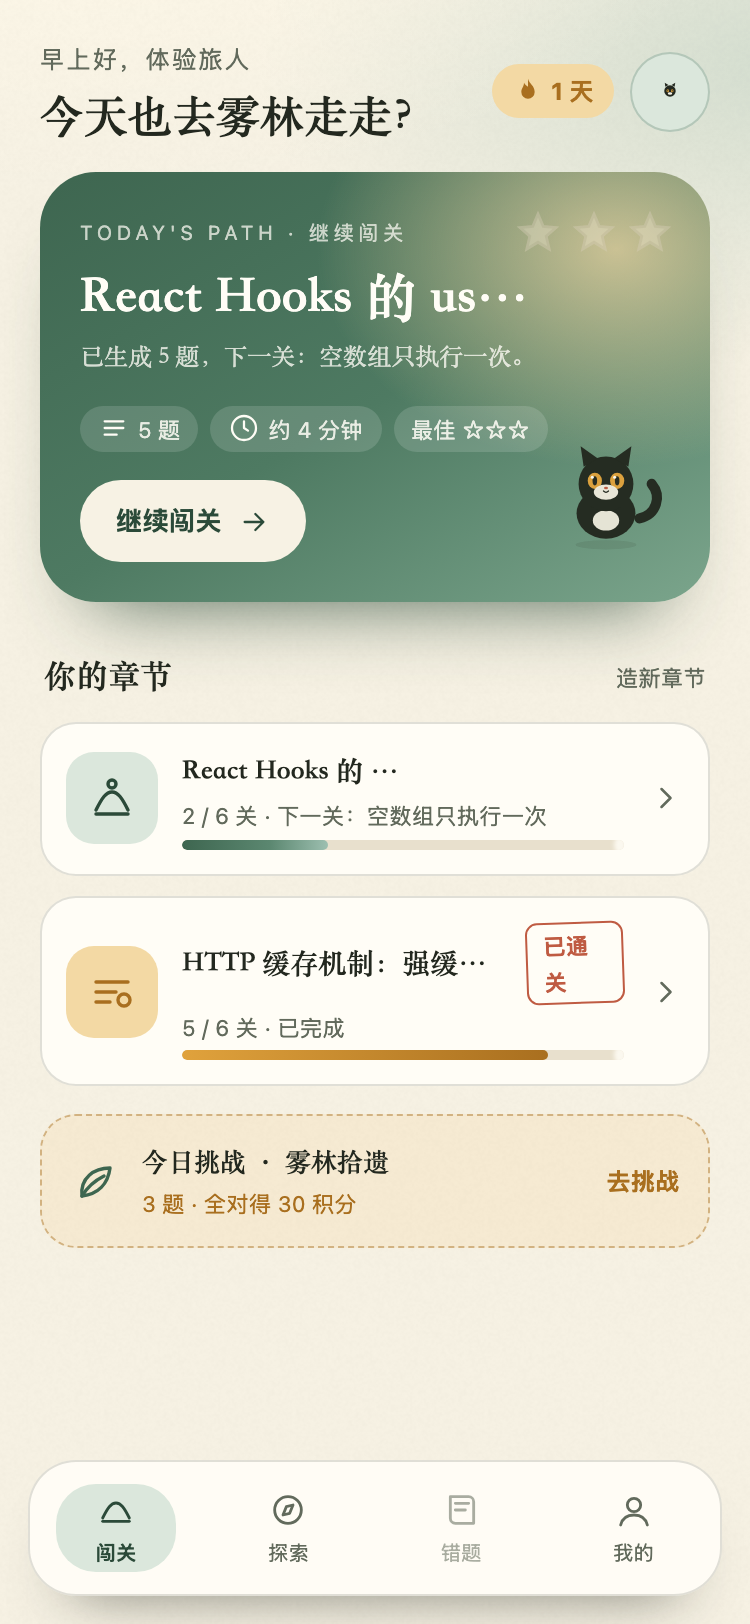 早上好，体验旅人
今天也去雾林走走？
1 天
TODAY'S PATH · 继续闯关
React Hooks 的 us…
已生成 5 题，下一关：空数组只执行一次。
5 题
约 4 分钟
最佳 ☆☆☆
继续闯关 →
你的章节
造新章节
React Hooks 的 …
2 / 6 关 · 下一关：空数组只执行一次
HTTP 缓存机制：强缓…
已通
关
5 / 6 关 · 已完成
今日挑战 · 雾林拾遗
3 题 · 全对得 30 积分
去挑战
闯关
探索
错题
我的